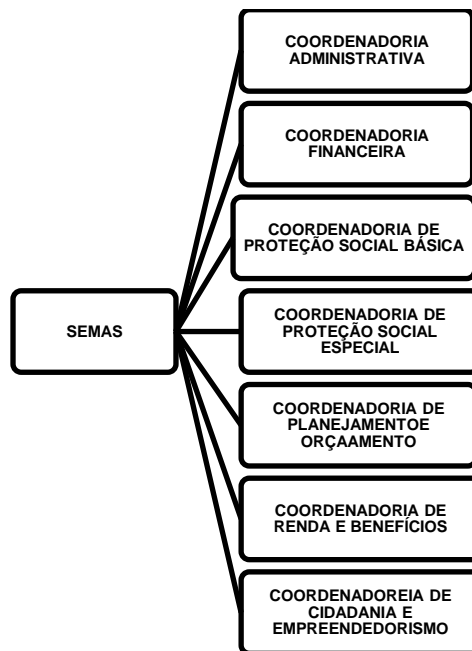 COORDENADORIA
ADMINISTRATIVA
COORDENADORIA
FINANCEIRA
COORDENADORIA DE
PROTEÇÃO SOCIAL BÁSICA
SEMAS
COORDENADORIA DE
PROTEÇÃO SOCIAL
ESPECIAL
COORDENADORIA DE
PLANEJAMENTOE
ORÇAAMENTO
COORDENADORIA DE
RENDA E BENEFÍCIOS
COORDENADOREIA DE
CIDADANIA E
EMPREENDEDORISMO